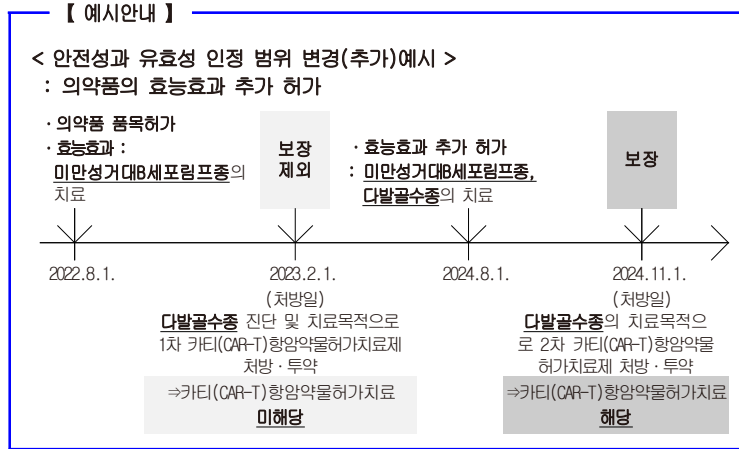 【 예시안내 】
< 안전성과 유효성 인정 범위 변경(추가)예시 >
: 의약품의 효능효과 추가 허가
· 의약품 품목허가
· 효능효과 :
미만성거대B세포림프종의
치료
보장
제외
· 효능효과 추가 허가
: 미만성거대B세포림프종,
다발골수종의 치료
보장
2022.8.1.
2023.2.1.
(처방일)
다발골수종 진단 및 치료목적으로
1차 카티(CAR-T)항암약물허가치료제
처방 · 투약
⇒카티(CAR-T)항암약물허가치료
미해당
2024.8.1.
2024.11.1.
(처방일)
다발골수종의 치료목적으
로 2차 카티(CAR-T)항암약물
허가치료제 처방 · 투약
⇒카티(CAR-T)항암약물허가치료
해당